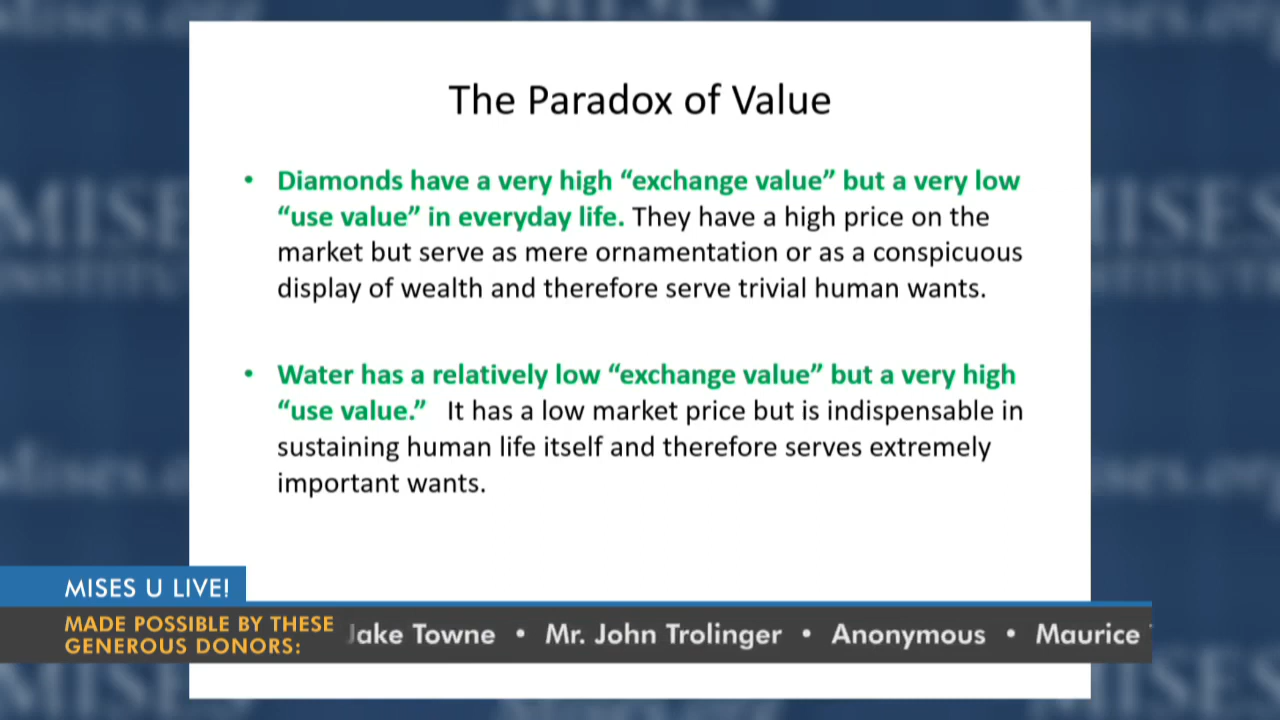 The Paradox of Value
• Diamonds have a very high “exchange value” but a very low
“use value” in everyday life. They have a high price on the
market but serve as mere ornamentation or as a conspicuous
display of wealth and therefore serve trivial human wants.
• Water has a relatively low “exchange value” but a very high
“use value.” It has a low market price but is indispensable in
sustaining human life itself and therefore serves extremely
important wants.
MISES U LIVE!
MADE POSSIBLE BY THESE
GENEROUS DONORS:
Jake Towne • Mr. John Trolinger • Anonymous • Maurice